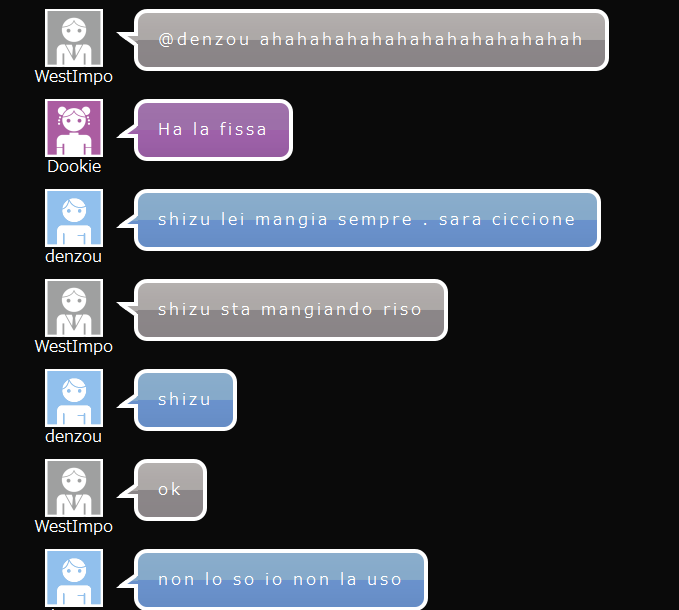 @denzou ahahahahahahahahahahahahah
WestImpo
Ha la fissa
Dookie
shizu lei mangia sempre . sara ciccione
denzou
shizu sta mangiando riso
WestImpo
shizu
denzou
ok
WestImpo
non lo so io non la uso